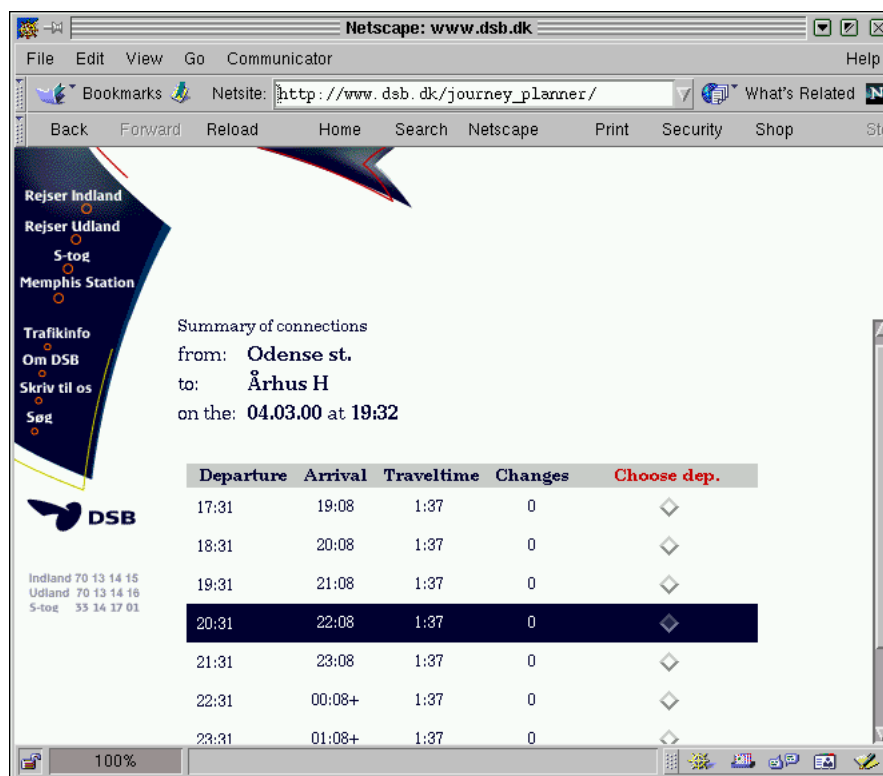 Netscape: www.dsb.dk
File Edit View Go Communicator Help
Bookmarks Netsite: http://www.dsb.dk/journey_planner/ What's Related N
Back Forward Reload Home Search Netscape Print Security Shop
Rejser Indland
Rejser Udland
S-tog
Memphis Station
Trafikinfo
Om DSB
Skriv til os
Søg
DSB
Indland 70 13 14 15
Udland 70 13 14 16
S-tog 33 14 17 01
Summary of connections
from: Odense st.
to: Århus H
on the: 04.03.00 at 19:32
Departure Arrival Traveltime Changes Choose dep.
17:31 19:08 1:37 0
18:31 20:08 1:37 0
19:31 21:08 1:37 0
20:31 22:08 1:37 0
21:31 23:08 1:37 0
22:31 00:08+ 1:37 0
23:31 01:08+ 1:37 0
100%